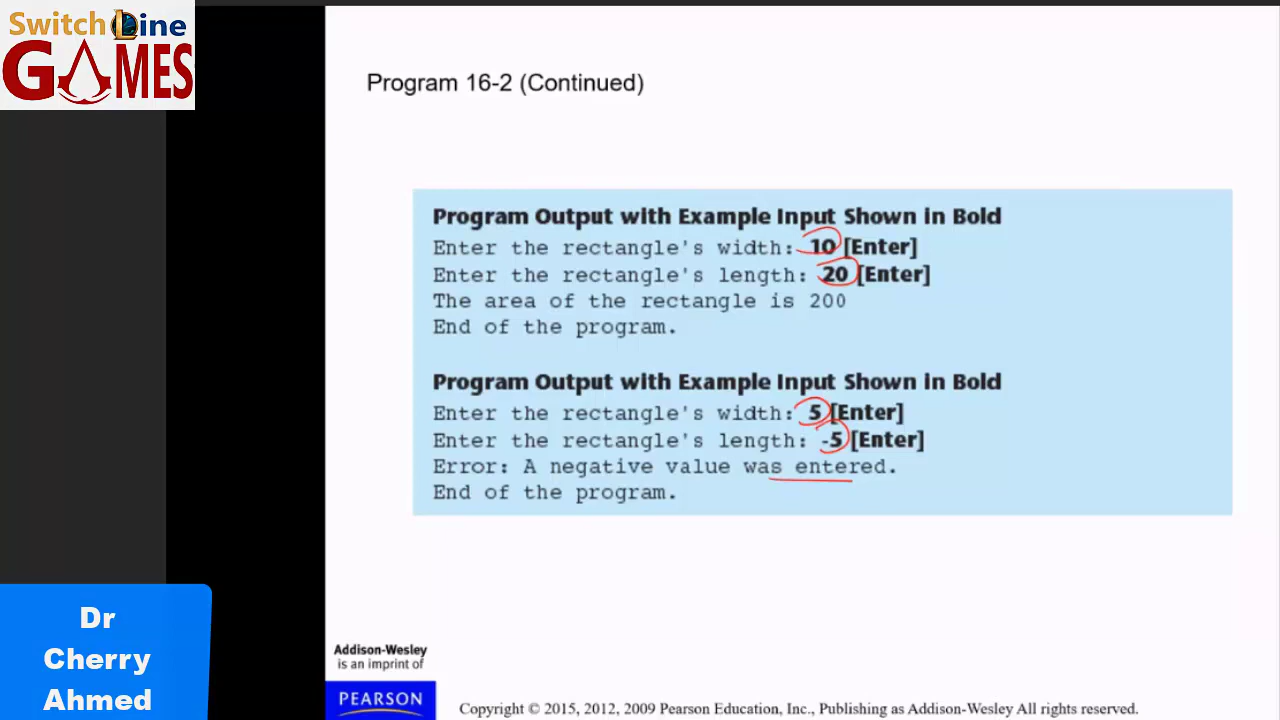 Switch Line
GAMES
Program 16-2 (Continued)
Program Output with Example Input Shown in Bold
Enter the rectangle's width: 10 [Enter]
Enter the rectangle's length: 20 [Enter]
The area of the rectangle is 200
End of the program.
Program Output with Example Input Shown in Bold
Enter the rectangle's width: 5 [Enter]
Enter the rectangle's length: -5 [Enter]
Error: A negative value was entered.
End of the program.
Dr
Cherry
Ahmed
Addison-Wesley
is an imprint of
PEARSON
Copyright © 2015, 2012, 2009 Pearson Education, Inc., Publishing as Addison-Wesley All rights reserved.